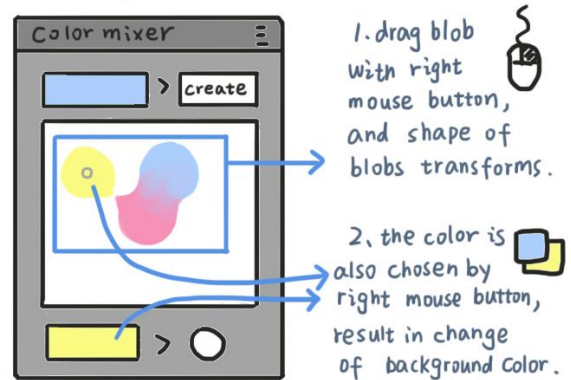 Color mixer
create
1. drag blob
with right
mouse button,
and shape of
blobs transforms.
2、the color is
also chosen by
right mouse button,
result in change
of background Color.